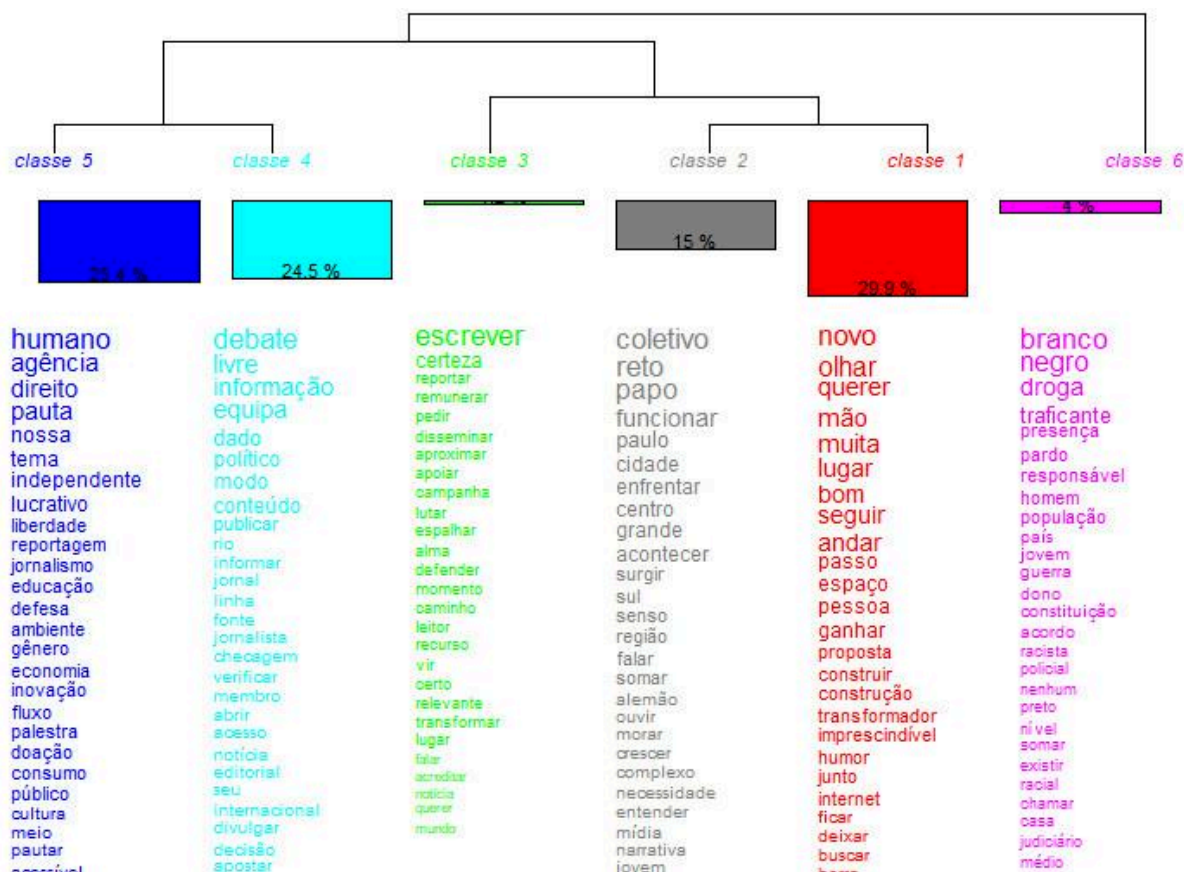 classe 5
classe 4
classe 3
classe 2
classe 1
classe 6
25.4 %
24.5 %
15 %
29.9 %
4 %
humano
agência
direito
pauta
nossa
tema
independente
lucrativo
liberdade
reportagem
jornalismo
educação
defesa
ambiente
gênero
economia
inovação
fluxo
palestra
doação
consumo
público
cultura
meio
pautar
acessível
debate
livre
informação
equipa
dado
político
modo
conteúdo
publicar
rio
informar
jornal
linha
fonte
jornalista
checagem
verificar
membro
abrir
acesso
notícia
editorial
seu
internacional
divulgar
decisão
apostar
escrever
certeza
reportar
remunerar
pedir
disseminar
aproximar
apoiar
campanha
lutar
espalhar
alma
defender
momento
caminho
leitor
recurso
vir
certo
relevante
transformar
lugar
falar
acreditar
notícia
querer
mundo
coletivo
reto
papo
funcionar
paulo
cidade
enfrentar
centro
grande
acontecer
surgir
sul
senso
região
falar
somar
alemão
ouvir
morar
crescer
complexo
necessidade
entender
mídia
narrativa
jovem
novo
olhar
querer
mão
muita
lugar
bom
seguir
andar
passo
espaço
pessoa
ganhar
proposta
construir
construção
transformador
imprescindível
humor
junto
internet
ficar
deixar
buscar
branco
negro
droga
traficante
presença
pardo
responsável
homem
população
país
jovem
guerra
dono
constituição
acordo
racista
policial
nenhum
preto
nível
somar
existir
racial
chamar
casa
judiciário
médio